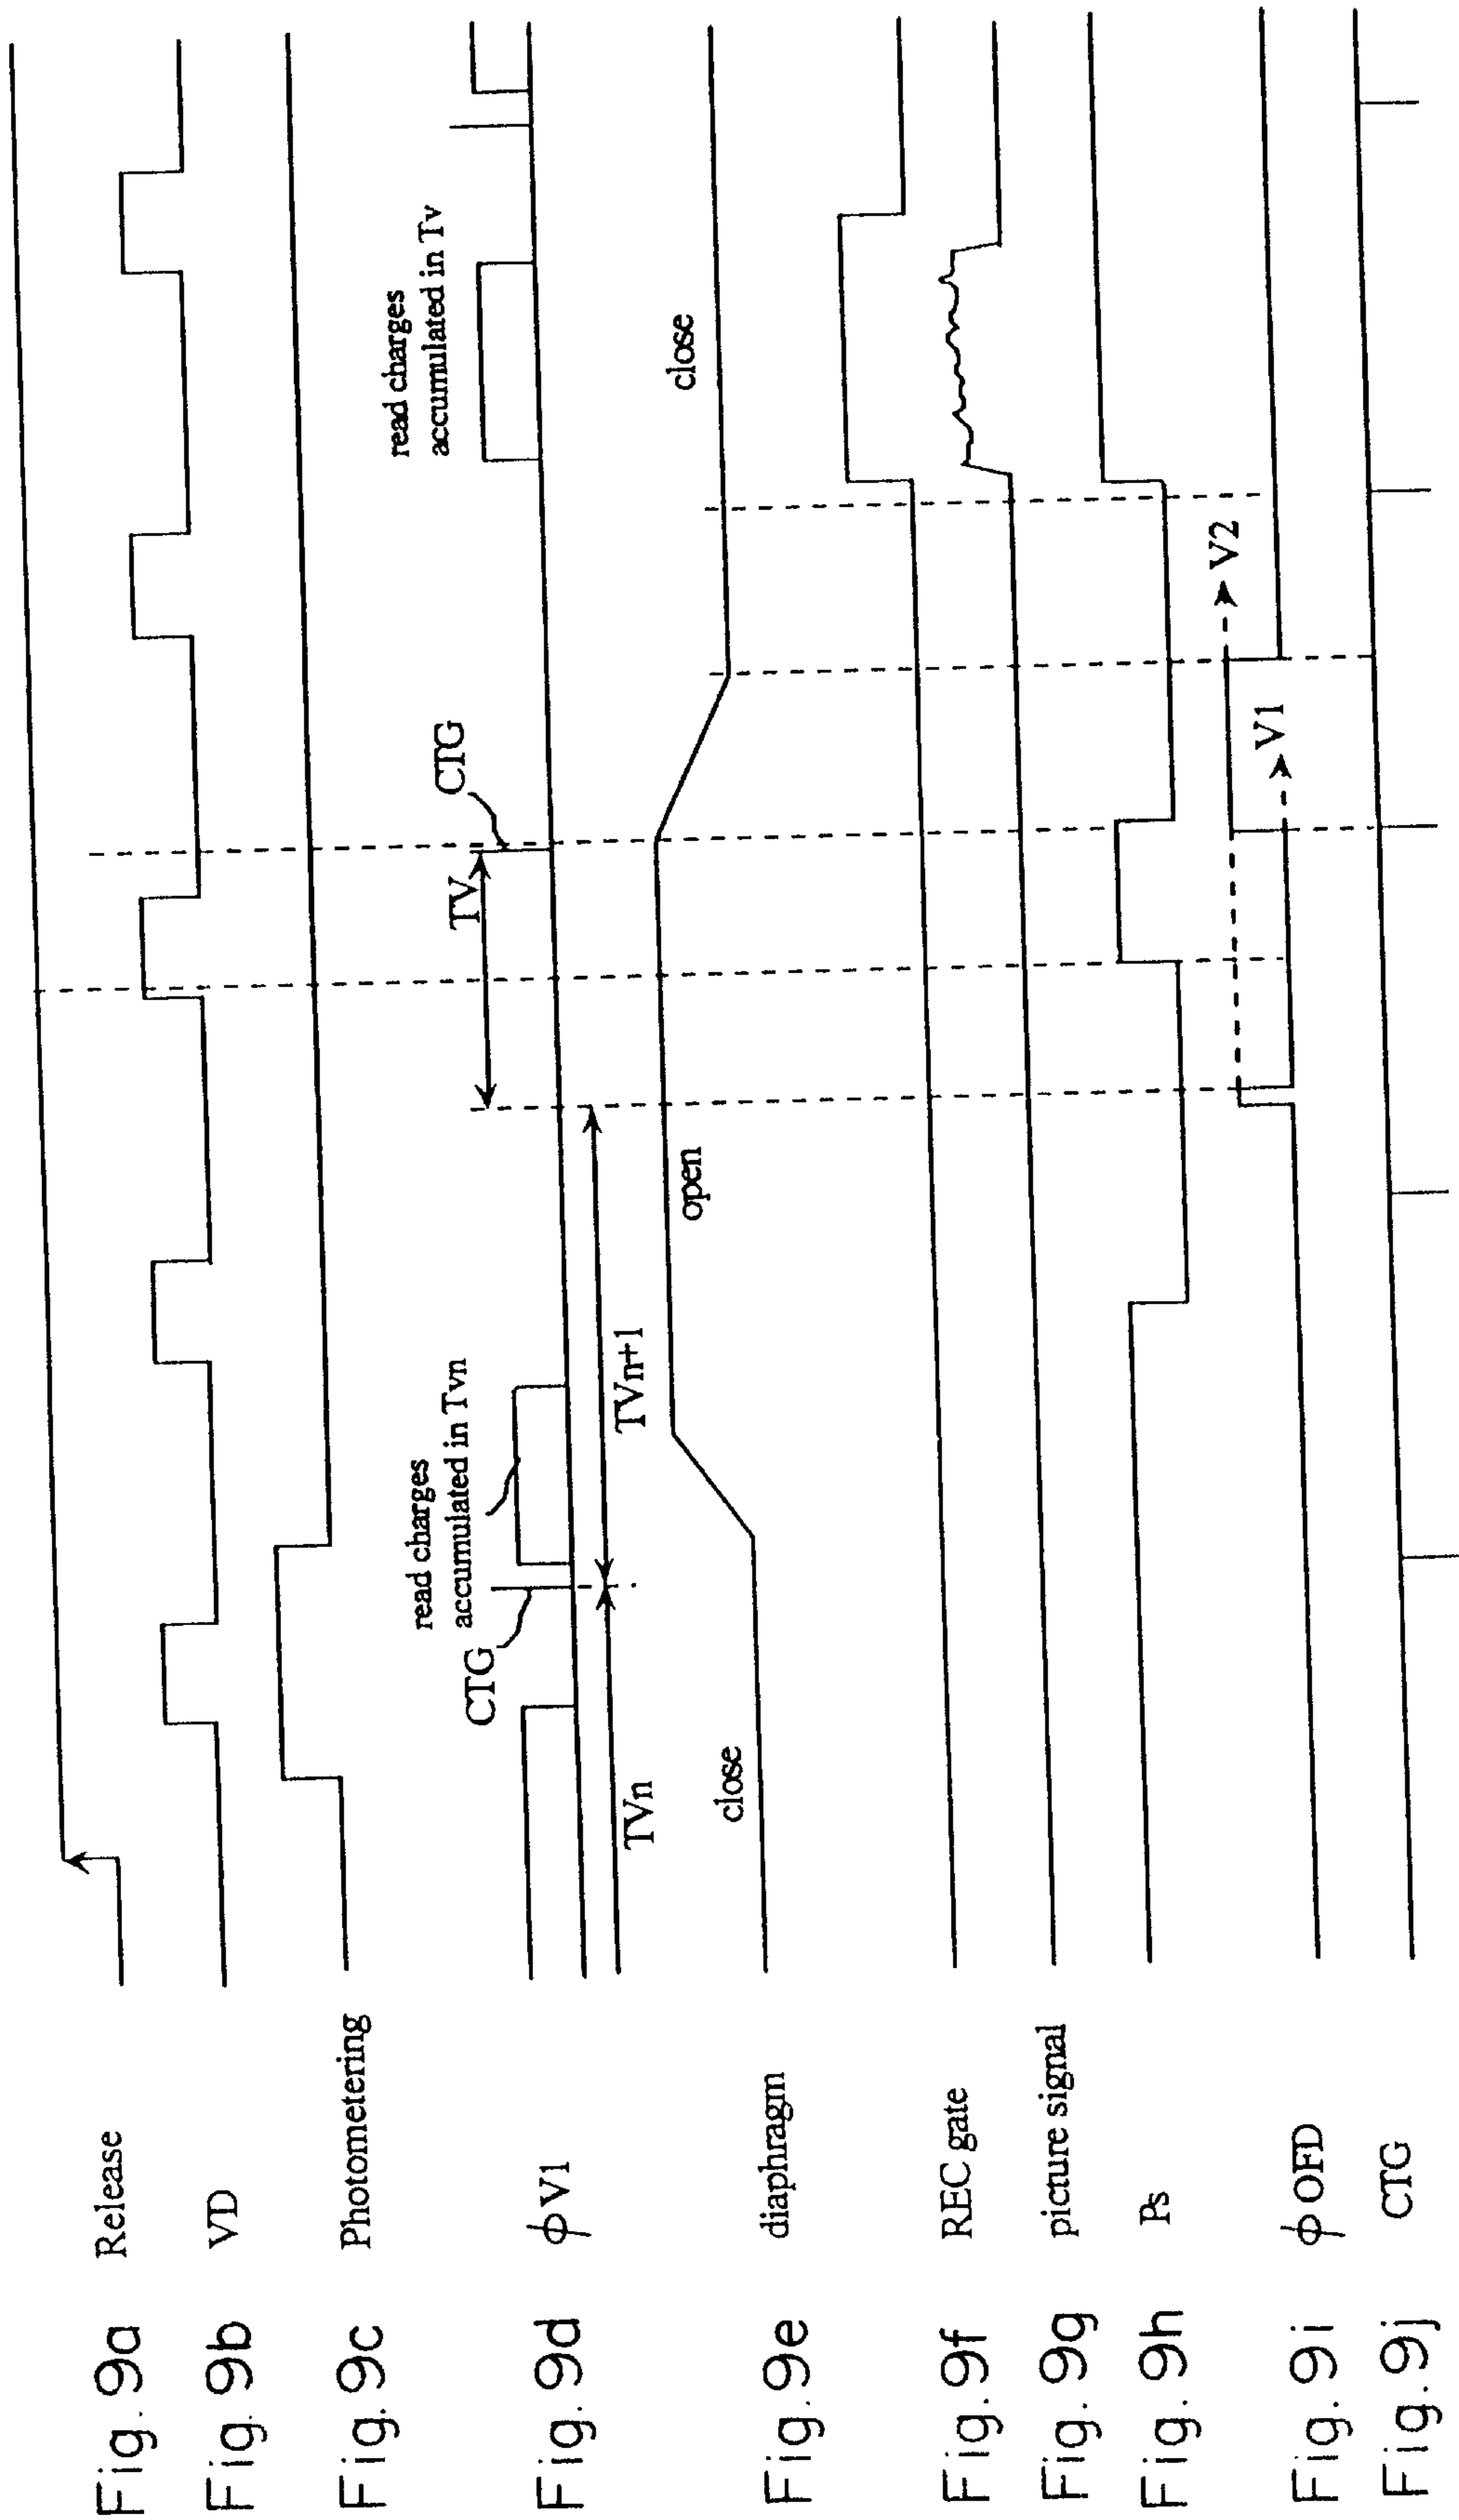 Fig. 9a Release
Fig. 9b VD
Fig. 9c Photometering
Fig. 9d ϕ V1
read charges
accumulated in Tvn
CTG
TVn
TVn+1
TV
CTG
read charges
accumulated in Tv
Fig. 9e diaphragm
close
open
close
Fig. 9f REC gate
Fig. 9g picture signal
Fig. 9h Ps
Fig. 9i ϕ OFD
V1
V2
Fig. 9j CTG